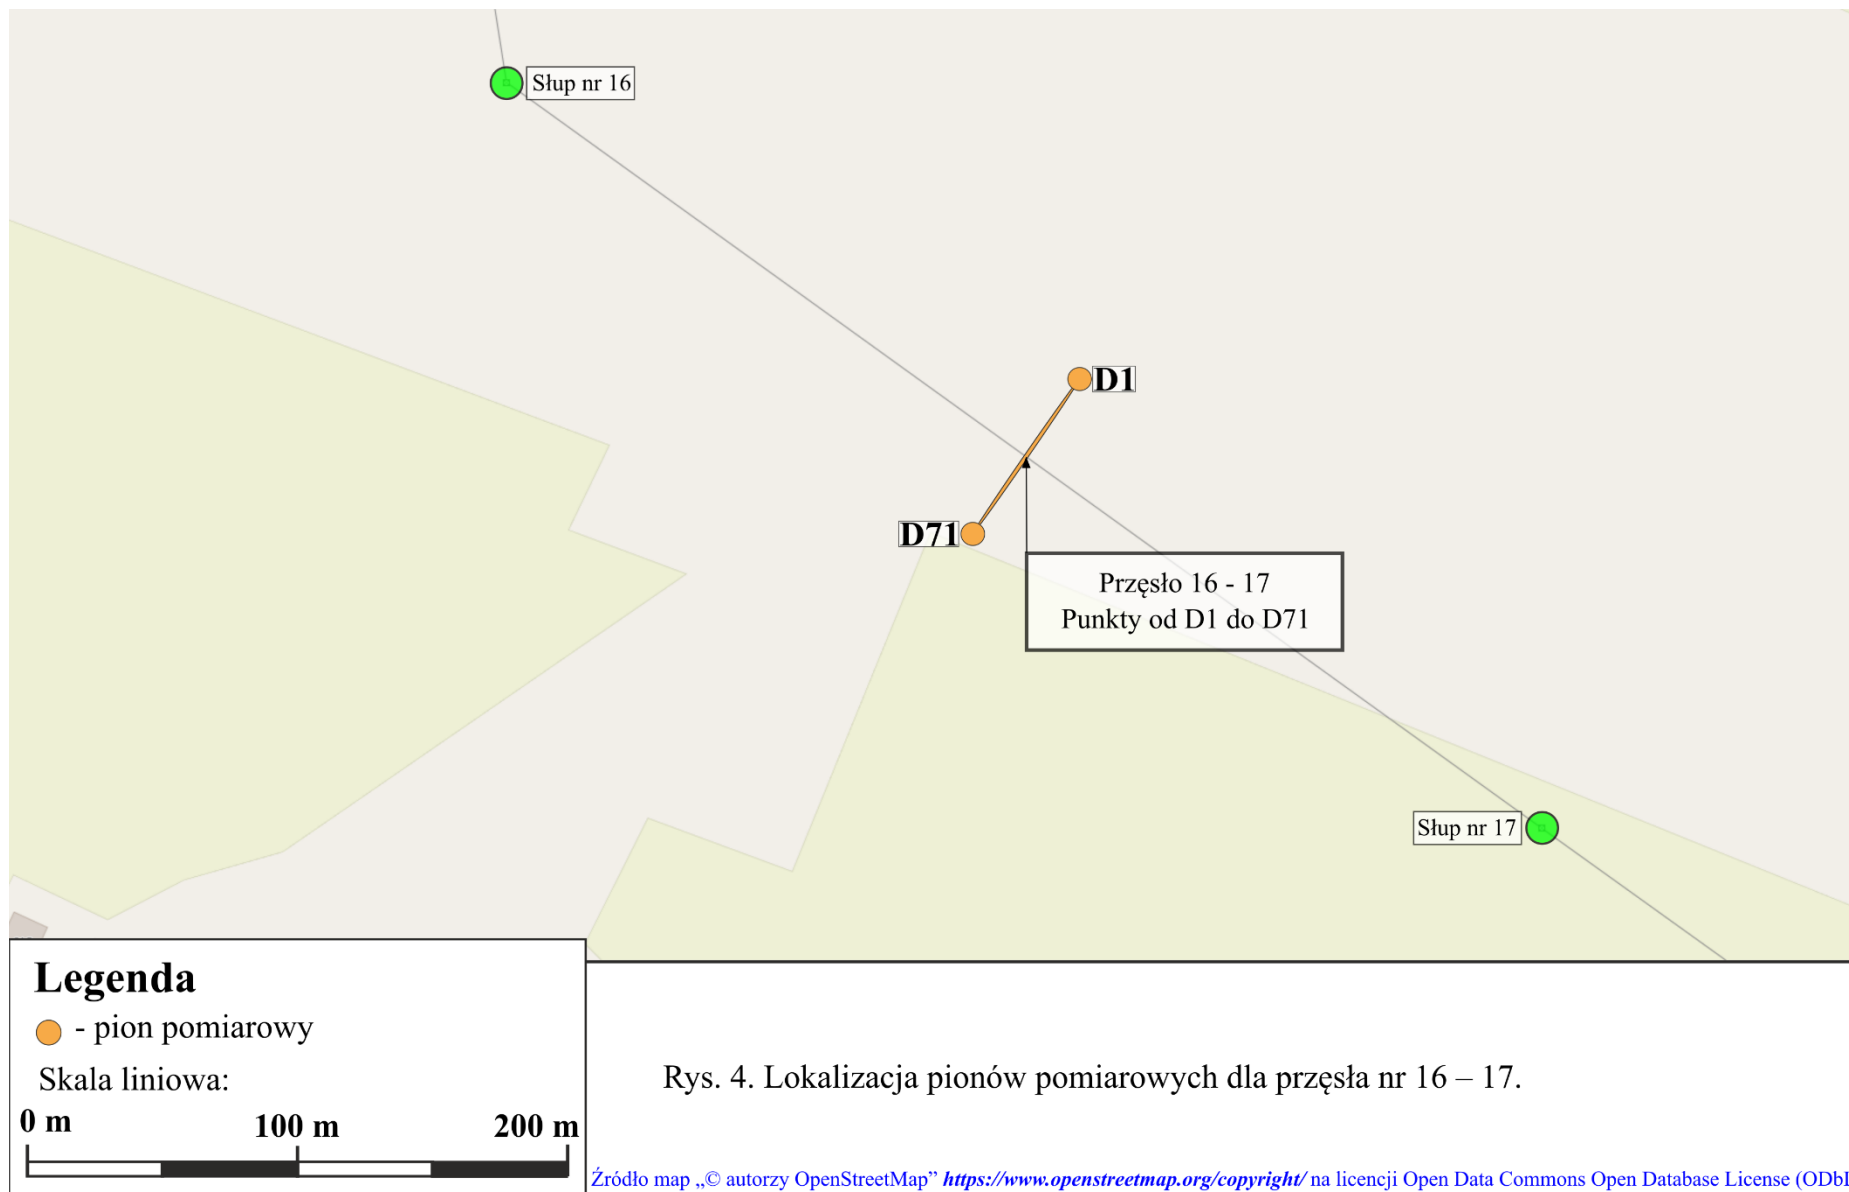 Słup nr 16
D1
D71
Przęsło 16 - 17
Punkty od D1 do D71
Słup nr 17
Legenda
- pion pomiarowy
Skala liniowa:
0 m 100 m 200 m
Rys. 4. Lokalizacja pionów pomiarowych dla przęsła nr 16 – 17.
Źródło map „© autorzy OpenStreetMap” https://www.openstreetmap.org/copyright/ na licencji Open Data Commons Open Database License (ODbL